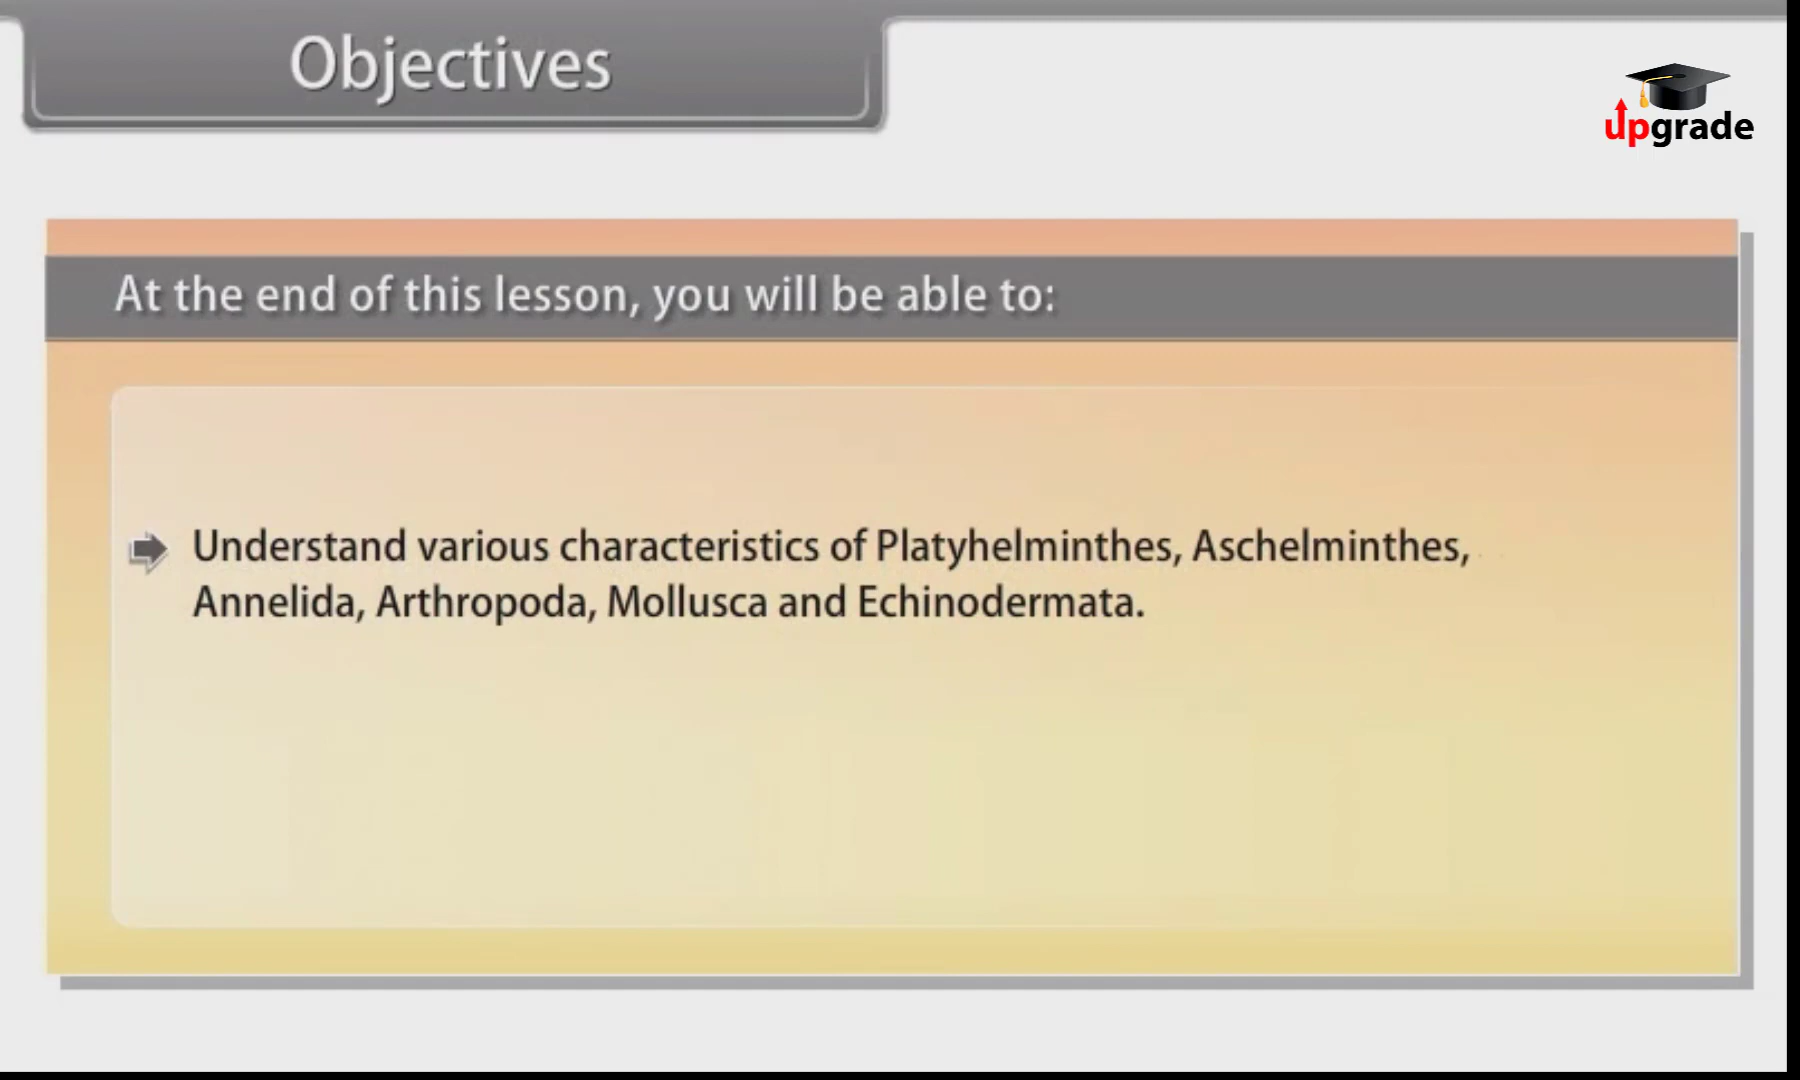 Objectives
upgrade
At the end of this lesson, you will be able to:
Understand various characteristics of Platyhelminthes, Aschelminthes,
Annelida, Arthropoda, Mollusca and Echinodermata.